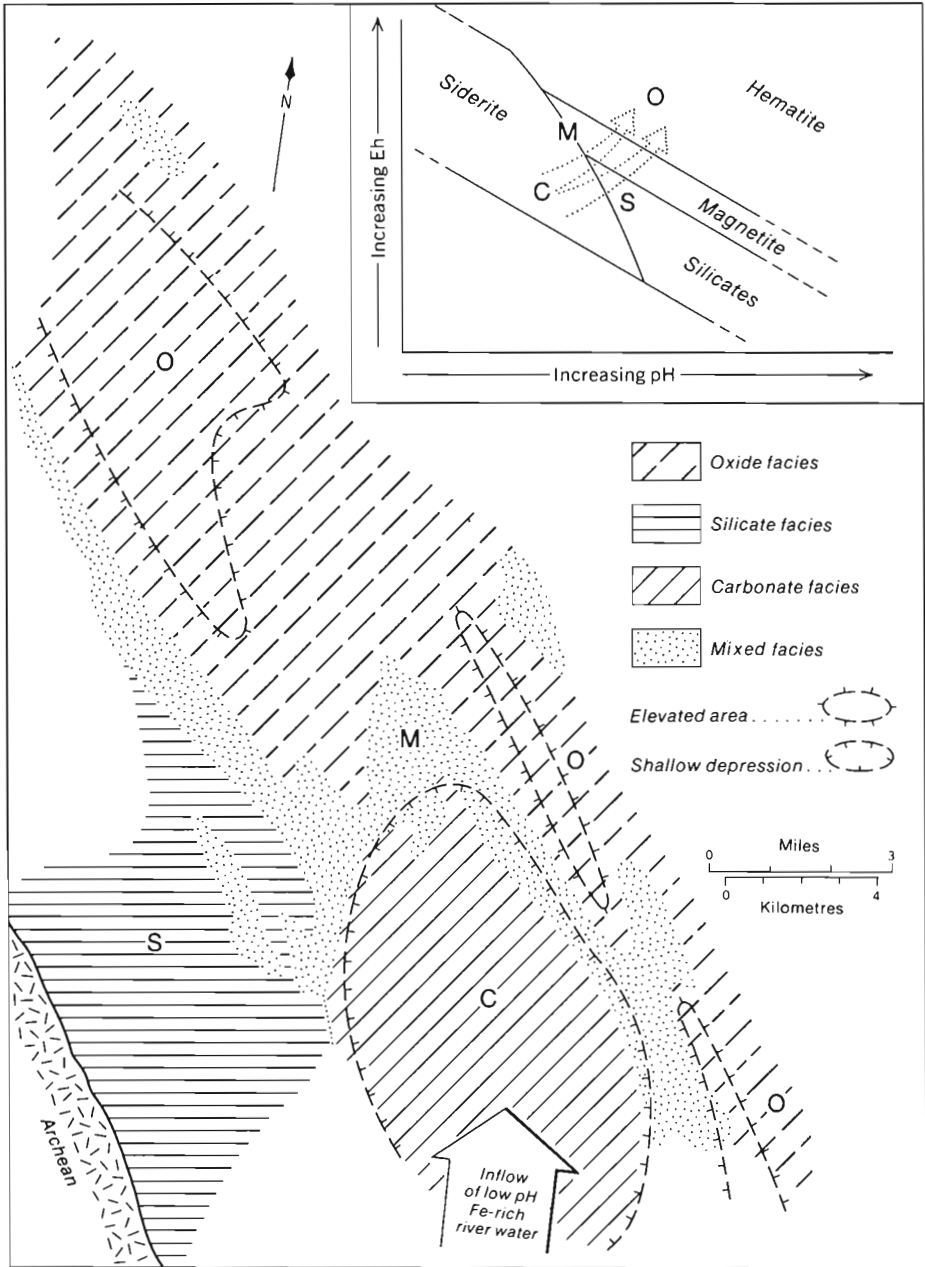 N
Increasing Eh
Siderite
O
Hematite
M
C
S
Magnetite
Silicates
Increasing pH
O
Oxide facies
Silicate facies
Carbonate facies
Mixed facies
Elevated area . . . . . .
Shallow depression . . .
Miles
0 3
0 4
Kilometres
M
O
S
C
O
Archean
Inflow
of low pH
Fe-rich
river water